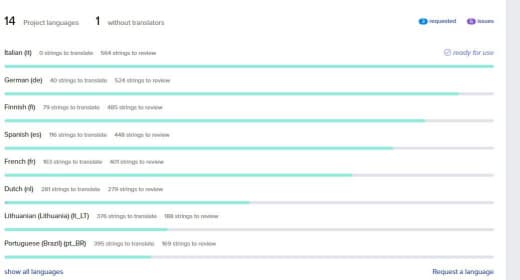 14 Project languages 1 without translators 3 requested 5 issues
Italian (it) 0 strings to translate 564 strings to review ready for use
German (de) 40 strings to translate 524 strings to review
Finnish (fi) 79 strings to translate 485 strings to review
Spanish (es) 116 strings to translate 448 strings to review
French (fr) 163 strings to translate 401 strings to review
Dutch (nl) 281 strings to translate 279 strings to review
Lithuanian (Lithuania) (lt_LT) 376 strings to translate 188 strings to review
Portuguese (Brazil) (pt_BR) 395 strings to translate 169 strings to review
show all languages Request a language